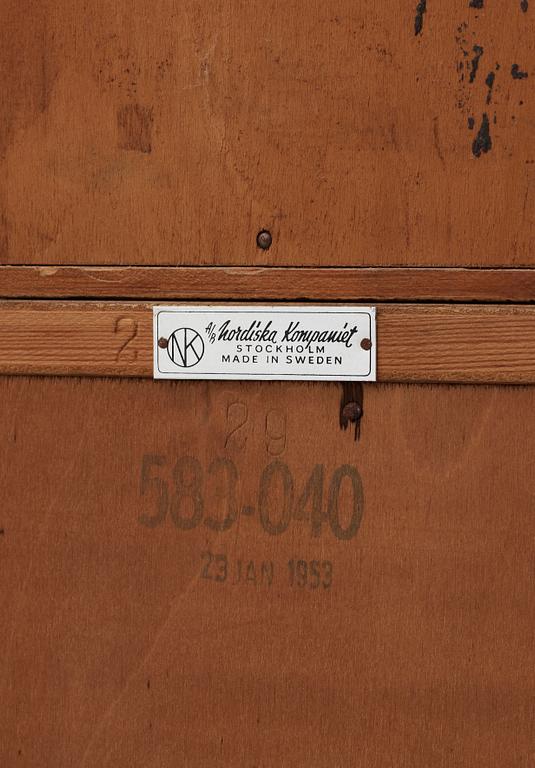 2
NK A/B Nordiska Kompaniet
STOCKHOLM
MADE IN SWEDEN
29
583-040
23 JAN 1953